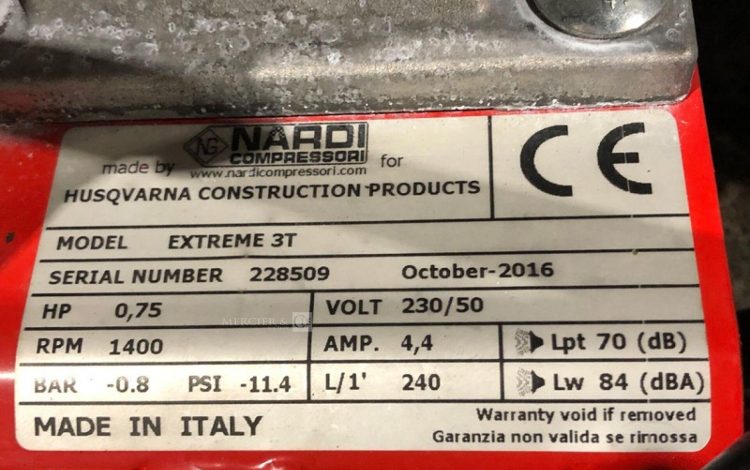 NG NARDI COMPRESSORI CE
made by www.nardicompressori.com for
HUSQVARNA CONSTRUCTION PRODUCTS
MODEL EXTREME 3T
SERIAL NUMBER 228509 October-2016
HP 0,75 VOLT 230/50
MERCIER &
RPM 1400 AMP. 4,4 Lpt 70 (dB)
BAR -0.8 PSI -11.4 L/1' 240 Lw 84 (dBA)
MADE IN ITALY Warranty void if removed
Garanzia non valida se rimossa